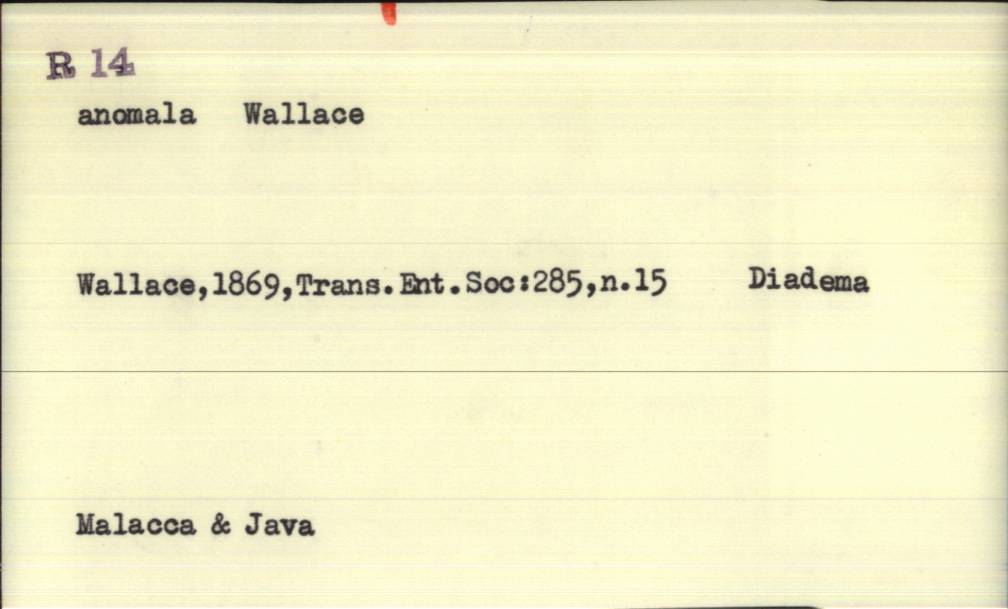 R 14
anomala Wallace
Wallace,1869,Trans.Ent.Soc:285,n.15 Diadema
Malacca & Java